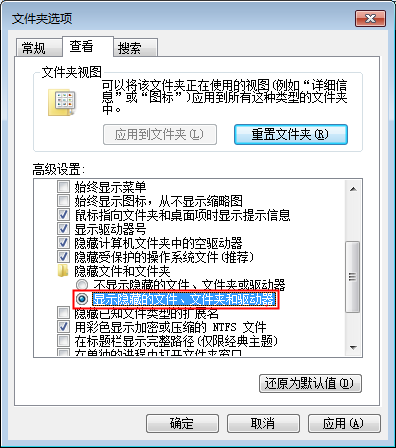 文件夹选项
常规 查看 搜索
文件夹视图
可以将该文件夹正在使用的视图(例如“详细信
息”或“图标”)应用到所有这种类型的文件夹
中。
应用到文件夹(L) 重置文件夹(R)
高级设置:
始终显示菜单
始终显示图标，从不显示缩略图
鼠标指向文件夹和桌面项时显示提示信息
显示驱动器号
隐藏计算机文件夹中的空驱动器
隐藏受保护的操作系统文件(推荐)
隐藏文件和文件夹
不显示隐藏的文件、文件夹或驱动器
显示隐藏的文件、文件夹和驱动器
隐藏已知文件类型的扩展名
用彩色显示加密或压缩的 NTFS 文件
在标题栏显示完整路径(仅限经典主题)
在单独的进程中打开文件夹窗口
还原为默认值(D)
确定 取消 应用(A)